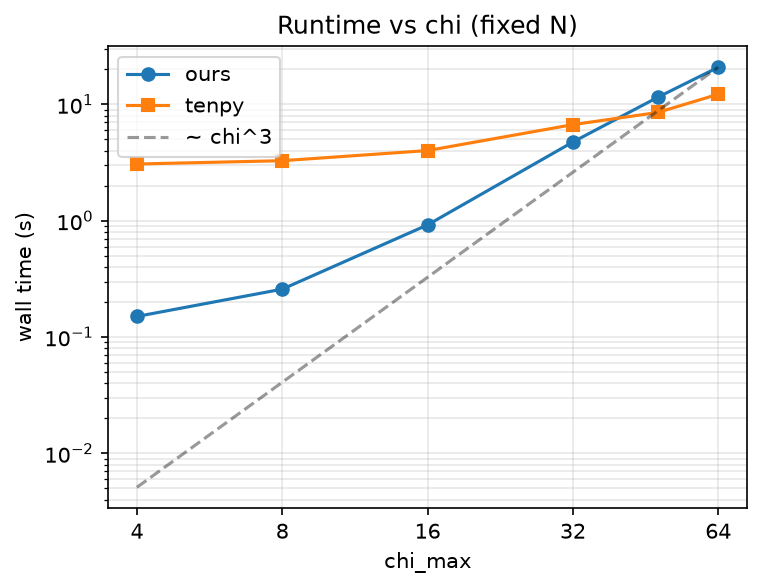 Runtime vs chi (fixed N)
ours
tenpy
~ chi^3
wall time (s)
10^1
10^0
10^-1
10^-2
4 8 16 32 64
chi_max